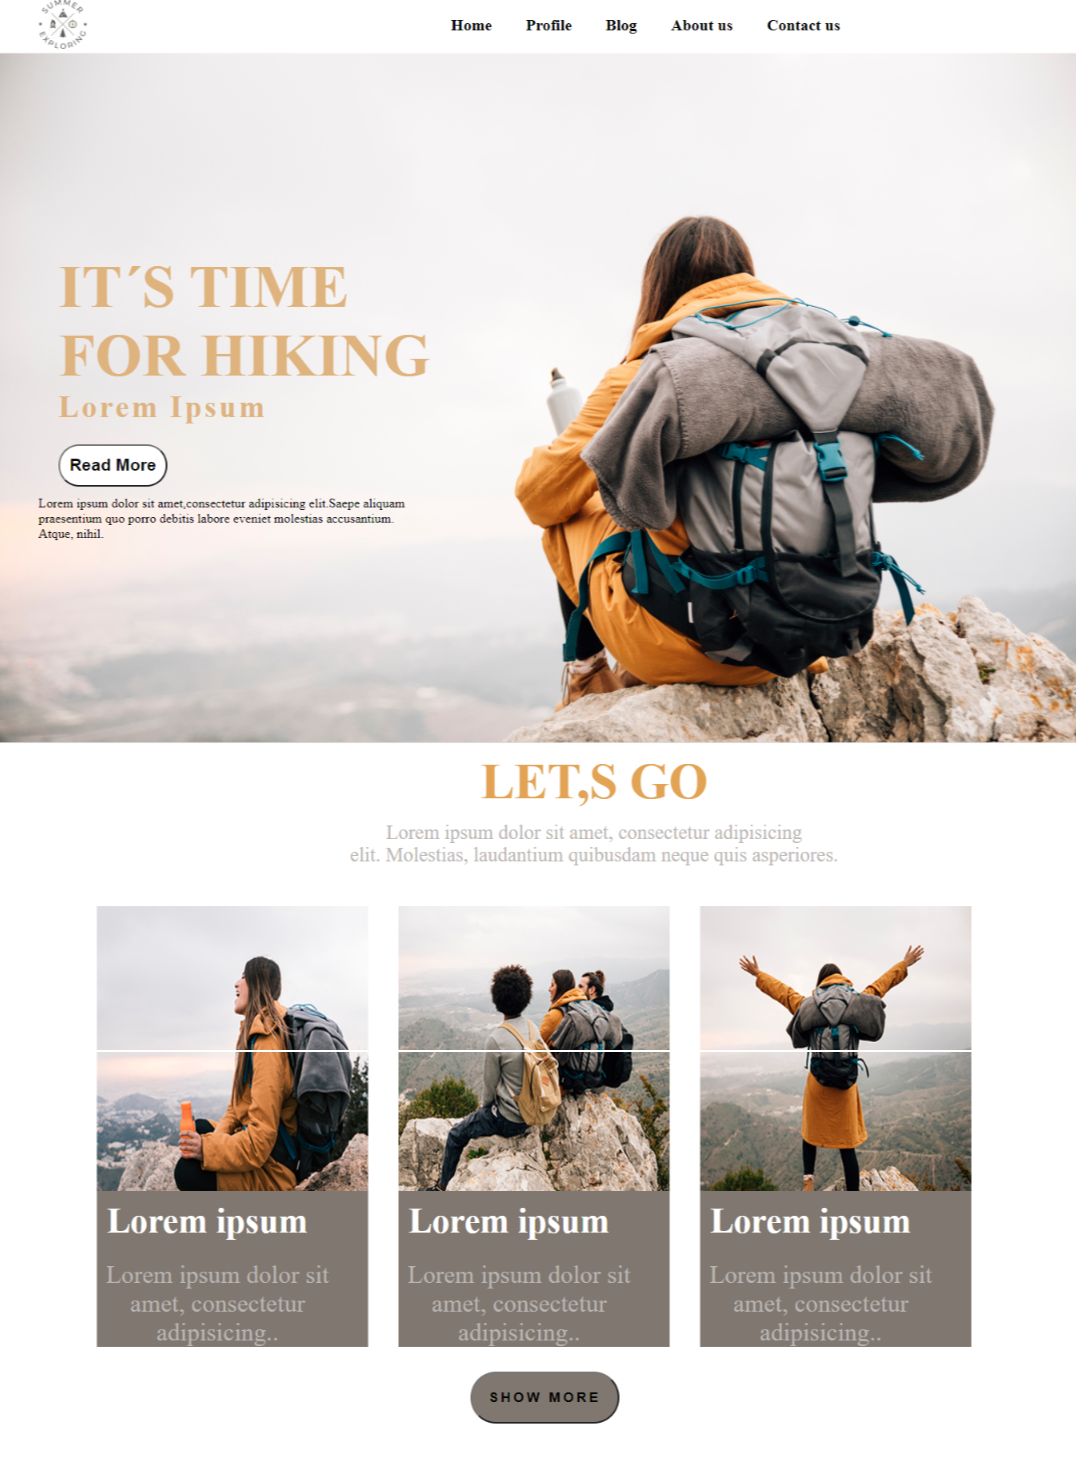 SUMMER
EXPLORING
Home Profile Blog About us Contact us
IT´S TIME
FOR HIKING
Lorem Ipsum
Read More
Lorem ipsum dolor sit amet,consectetur adipisicing elit.Saepe aliquam
praesentium quo porro debitis labore eveniet molestias accusantium.
Atque, nihil.
LET,S GO
Lorem ipsum dolor sit amet, consectetur adipisicing
elit. Molestias, laudantium quibusdam neque quis asperiores.
Lorem ipsum
Lorem ipsum dolor sit
amet, consectetur
adipisicing..
Lorem ipsum
Lorem ipsum dolor sit
amet, consectetur
adipisicing..
Lorem ipsum
Lorem ipsum dolor sit
amet, consectetur
adipisicing..
SHOW MORE